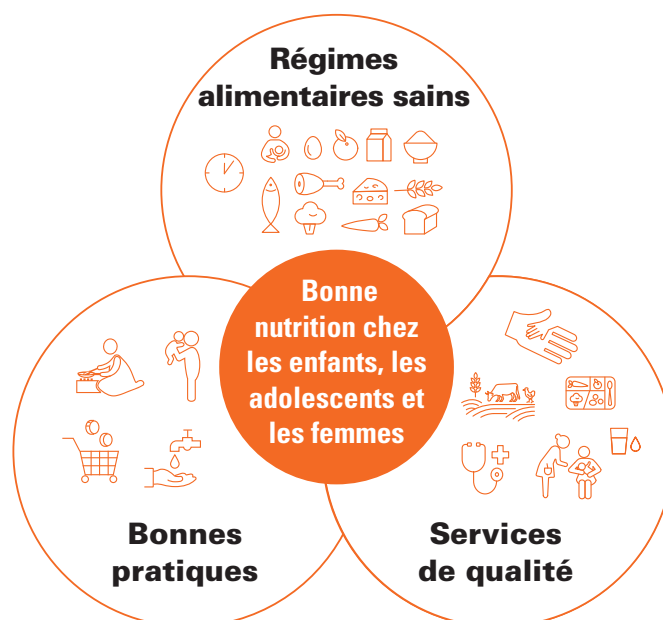 Régimes
alimentaires sains
Bonne
nutrition chez
les enfants, les
adolescents et
les femmes
Bonnes
pratiques
Services
de qualité